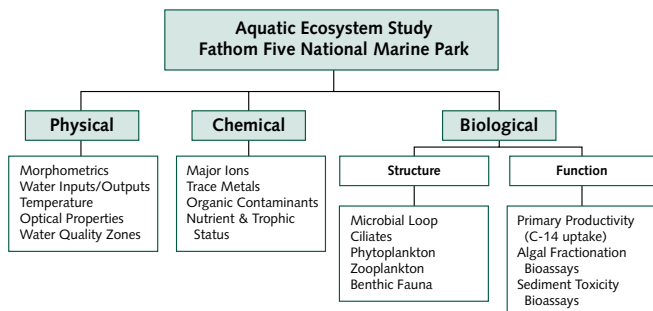 Aquatic Ecosystem Study
Fathom Five National Marine Park
Physical
Chemical
Biological
Morphometrics
Water Inputs/Outputs
Temperature
Optical Properties
Water Quality Zones
Major Ions
Trace Metals
Organic Contaminants
Nutrient & Trophic
Status
Structure
Function
Microbial Loop
Ciliates
Phytoplankton
Zooplankton
Benthic Fauna
Primary Productivity
(C-14 uptake)
Algal Fractionation
Bioassays
Sediment Toxicity
Bioassays